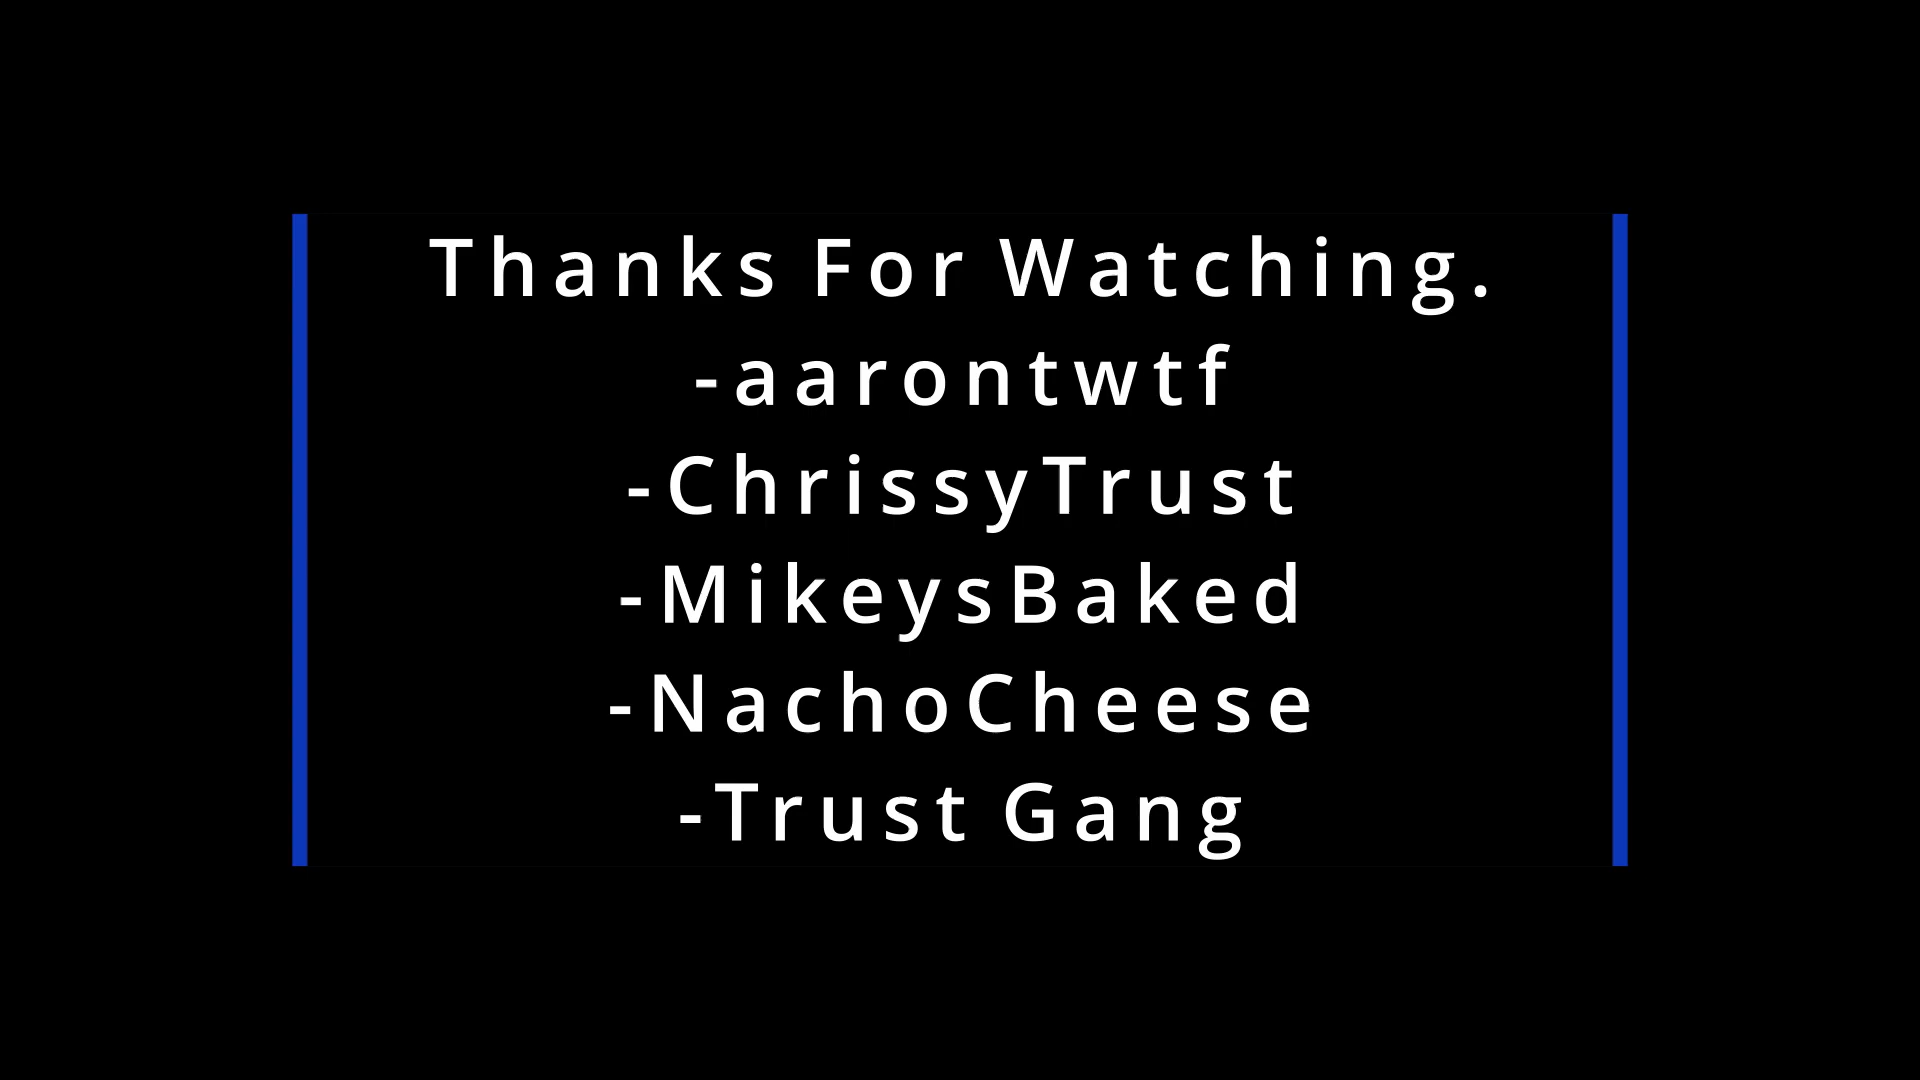 Thanks For Watching.
-aarontwtf
-ChrissyTrust
-MikeysBaked
-NachoCheese
-Trust Gang